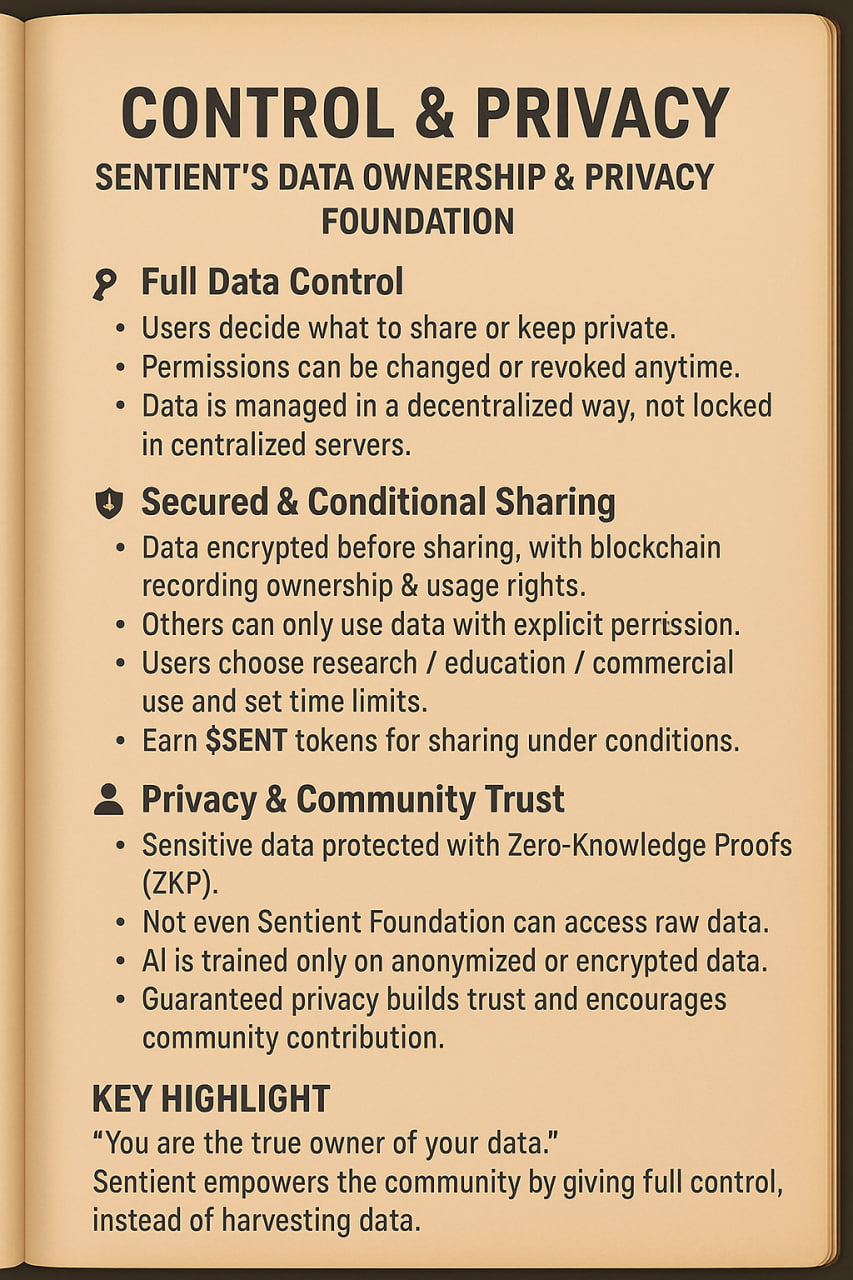 CONTROL & PRIVACY
SENTIENT'S DATA OWNERSHIP & PRIVACY
FOUNDATION
Full Data Control
• Users decide what to share or keep private.
• Permissions can be changed or revoked anytime.
• Data is managed in a decentralized way, not locked
in centralized servers.
Secured & Conditional Sharing
• Data encrypted before sharing, with blockchain
recording ownership & usage rights.
• Others can only use data with explicit perrission.
• Users choose research / education / commercial
use and set time limits.
• Earn $SENT tokens for sharing under conditions.
Privacy & Community Trust
• Sensitive data protected with Zero-Knowledge Proofs
(ZKP).
• Not even Sentient Foundation can access raw data.
• AI is trained only on anonymized or encrypted data.
• Guaranteed privacy builds trust and encourages
community contribution.
KEY HIGHLIGHT
“You are the true owner of your data.”
Sentient empowers the community by giving full control,
instead of harvesting data.